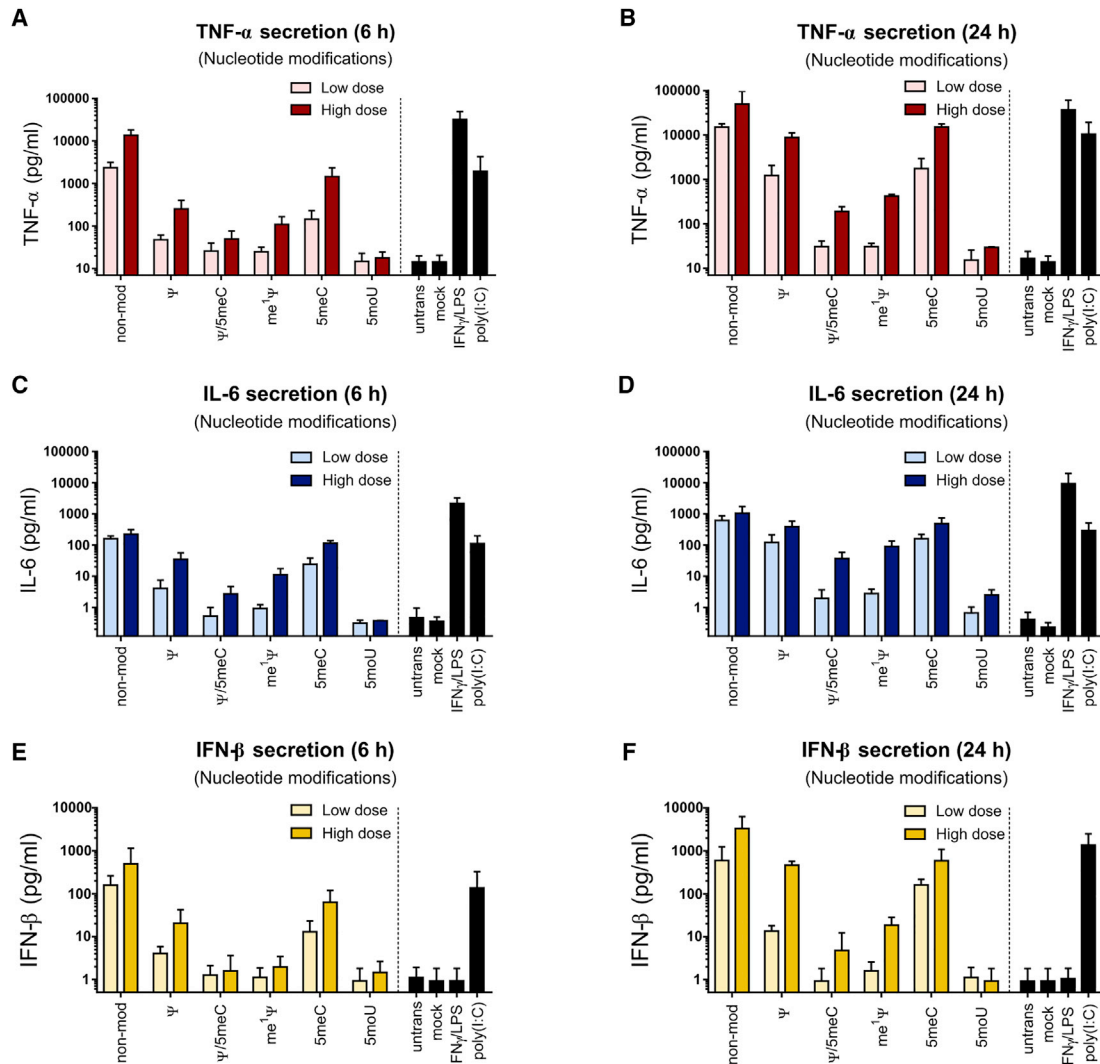 A
TNF-α secretion (6 h)
(Nucleotide modifications)
Low dose
High dose
TNF-α (pg/ml)
100000
10000
1000
100
10
non-mod
Ψ
Ψ/5meC
me¹Ψ
5meC
5moU
untrans
mock
IFNγ/LPS
poly(I:C)
B
TNF-α secretion (24 h)
(Nucleotide modifications)
Low dose
High dose
TNF-α (pg/ml)
100000
10000
1000
100
10
non-mod
Ψ
Ψ/5meC
me¹Ψ
5meC
5moU
untrans
mock
IFNγ/LPS
poly(I:C)
C
IL-6 secretion (6 h)
(Nucleotide modifications)
Low dose
High dose
IL-6 (pg/ml)
100000
10000
1000
100
10
1
non-mod
Ψ
Ψ/5meC
me¹Ψ
5meC
5moU
untrans
mock
IFNγ/LPS
poly(I:C)
D
IL-6 secretion (24 h)
(Nucleotide modifications)
Low dose
High dose
IL-6 (pg/ml)
100000
10000
1000
100
10
1
non-mod
Ψ
Ψ/5meC
me¹Ψ
5meC
5moU
untrans
mock
IFNγ/LPS
poly(I:C)
E
IFN-β secretion (6 h)
(Nucleotide modifications)
Low dose
High dose
IFN-β (pg/ml)
10000
1000
100
10
1
non-mod
Ψ
Ψ/5meC
me¹Ψ
5meC
5moU
untrans
mock
FNγ/LPS
poly(I:C)
F
IFN-β secretion (24 h)
(Nucleotide modifications)
Low dose
High dose
IFN-β (pg/ml)
10000
1000
100
10
1
non-mod
Ψ
Ψ/5meC
me¹Ψ
5meC
5moU
untrans
mock
FNγ/LPS
poly(I:C)